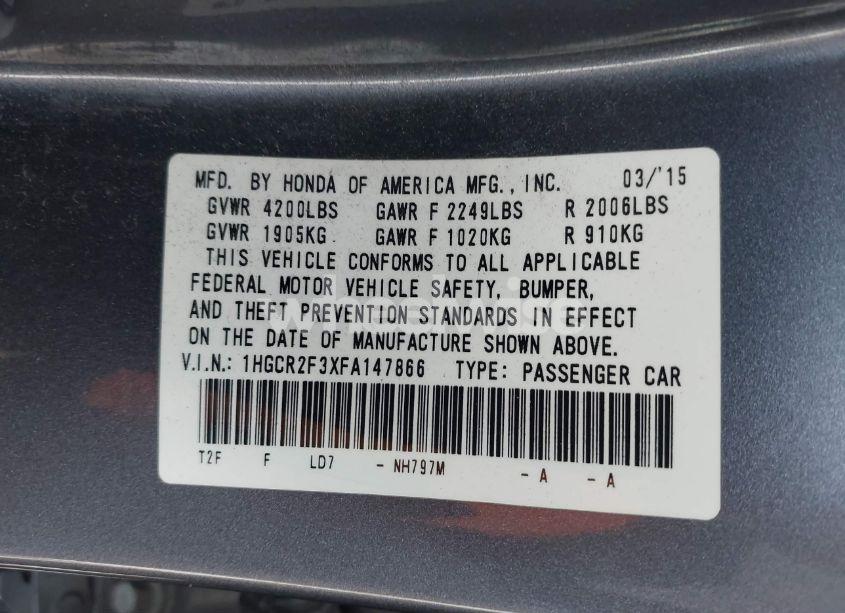 MFD. BY HONDA OF AMERICA MFG., INC. 03/'15
GVWR 4200LBS GAWR F 2249LBS R 2006LBS
GVWR 1905KG GAWR F 1020KG R 910KG
THIS VEHICLE CONFORMS TO ALL APPLICABLE
FEDERAL MOTOR VEHICLE SAFETY, BUMPER,
AND THEFT PREVENTION STANDARDS IN EFFECT
ON THE DATE OF MANUFACTURE SHOWN ABOVE.
V.I.N.: 1HGCR2F3XFA147866 TYPE: PASSENGER CAR
T2F F LD7 - NH797M - A - A